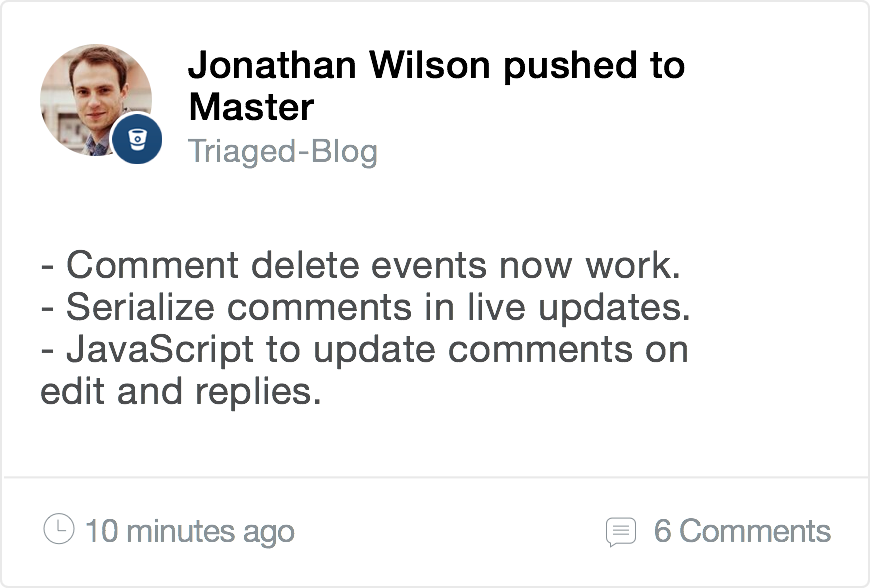 Jonathan Wilson pushed to
Master
Triaged-Blog
- Comment delete events now work.
- Serialize comments in live updates.
- JavaScript to update comments on
edit and replies.
10 minutes ago
6 Comments